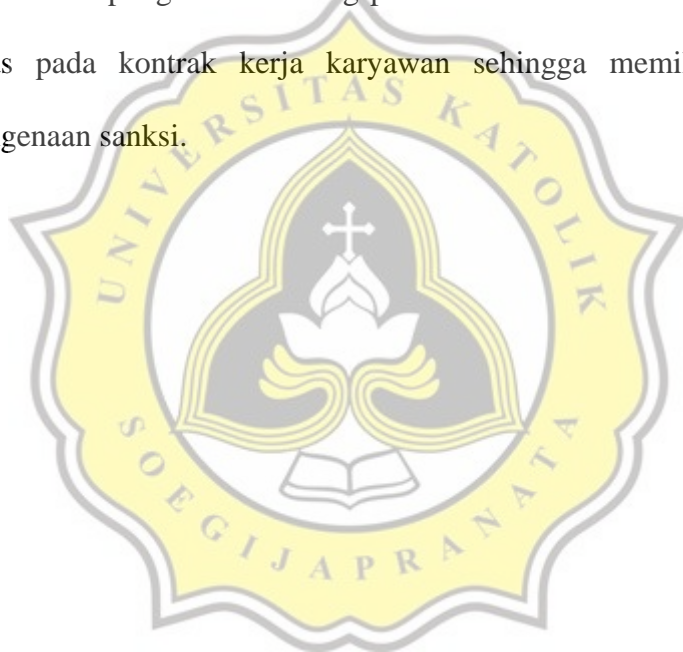 s pada kontrak kerja karyawan sehingga memi
genaan sanksi.
UNIVERSITAS KATOLIK
SOEGIJAPRANATA